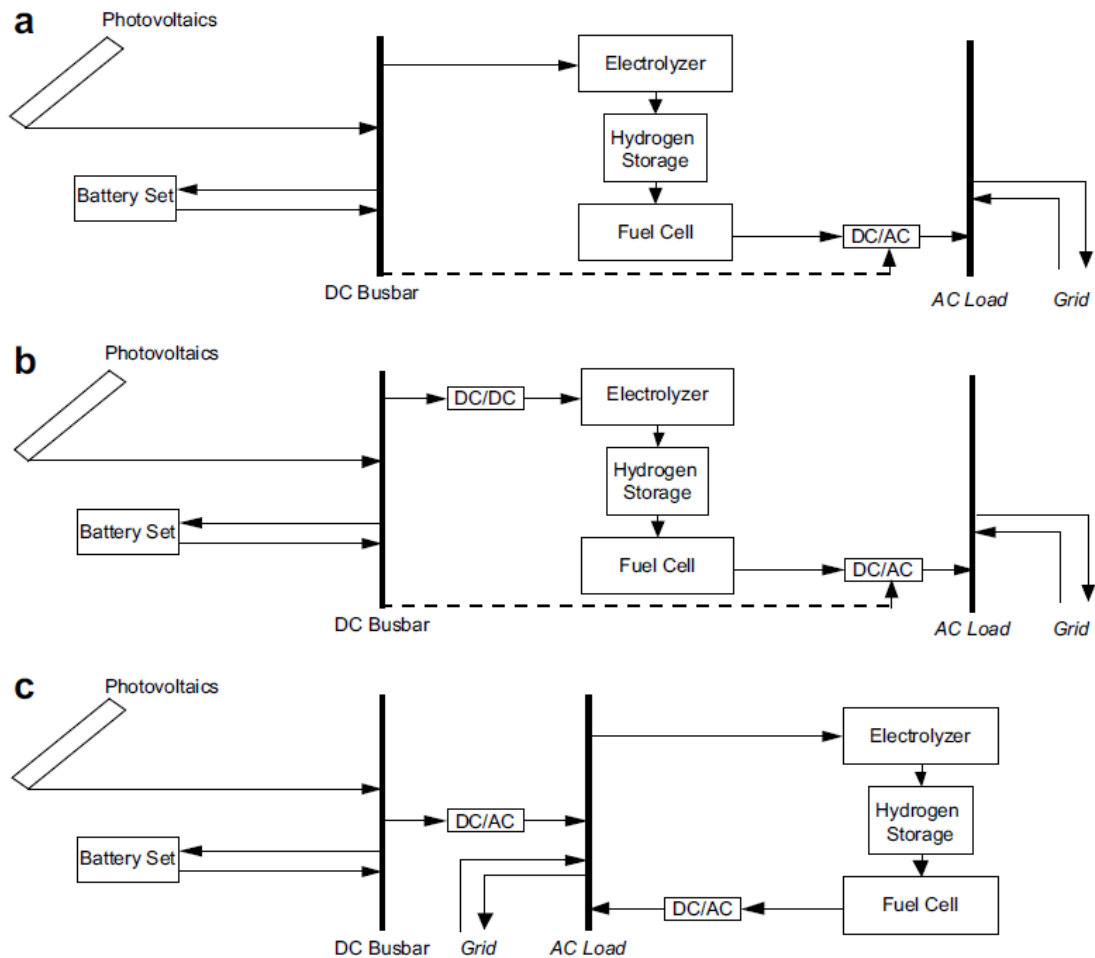 a
Photovoltaics
Electrolyzer
Hydrogen
Storage
Battery Set
Fuel Cell
DC/AC
DC Busbar
AC Load
Grid
b
Photovoltaics
DC/DC
Electrolyzer
Hydrogen
Storage
Battery Set
Fuel Cell
DC/AC
DC Busbar
AC Load
Grid
c
Photovoltaics
Electrolyzer
DC/AC
Hydrogen
Storage
Battery Set
DC/AC
Fuel Cell
DC Busbar
Grid
AC Load